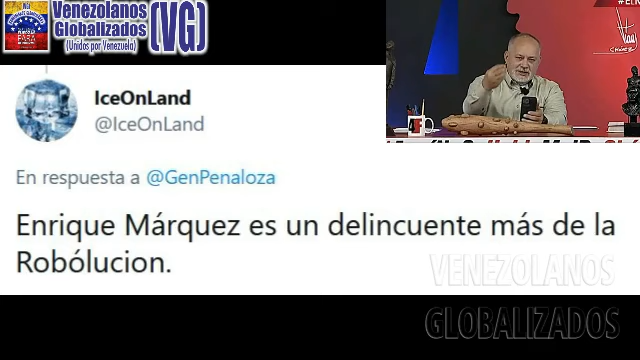 Venezolanos
Globalizados
(Unidos por Venezuela)
(VG)
IceOnLand
@IceOnLand
En respuesta a @GenPenaloza
Enrique Márquez es un delincuente más de la
Robólucion.
VENEZOLANOS
GLOBALIZADOS